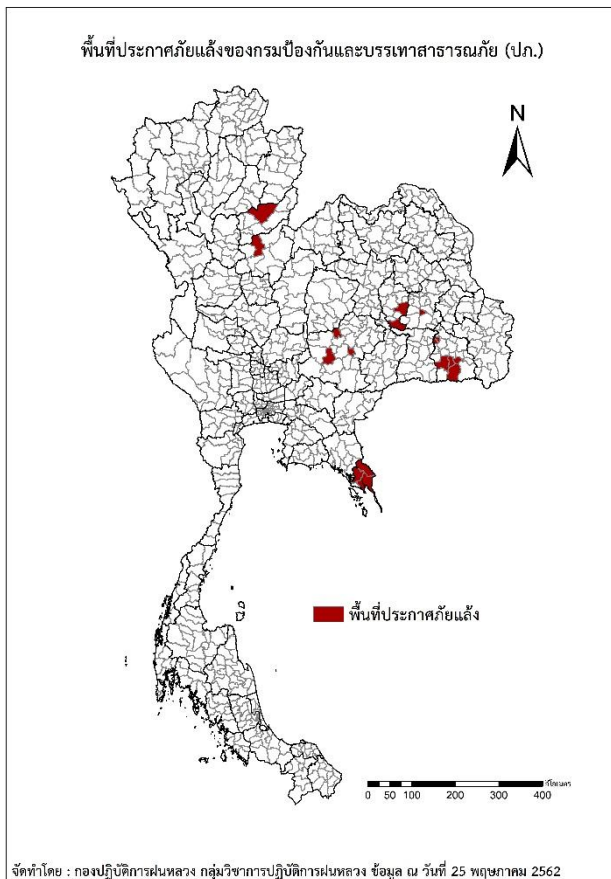 พื้นที่ประกาศภัยแล้งของกรมป้องกันและบรรเทาสาธารณภัย (ปภ.)
N
พื้นที่ประกาศภัยแล้ง
กิโลเมตร
0 25 50 100 200 300 400
จัดทำโดย : กองปฏิบัติการฝนหลวง กลุ่มวิชาการปฏิบัติการฝนหลวง ข้อมูล ณ วันที่ 25 พฤษภาคม 2562